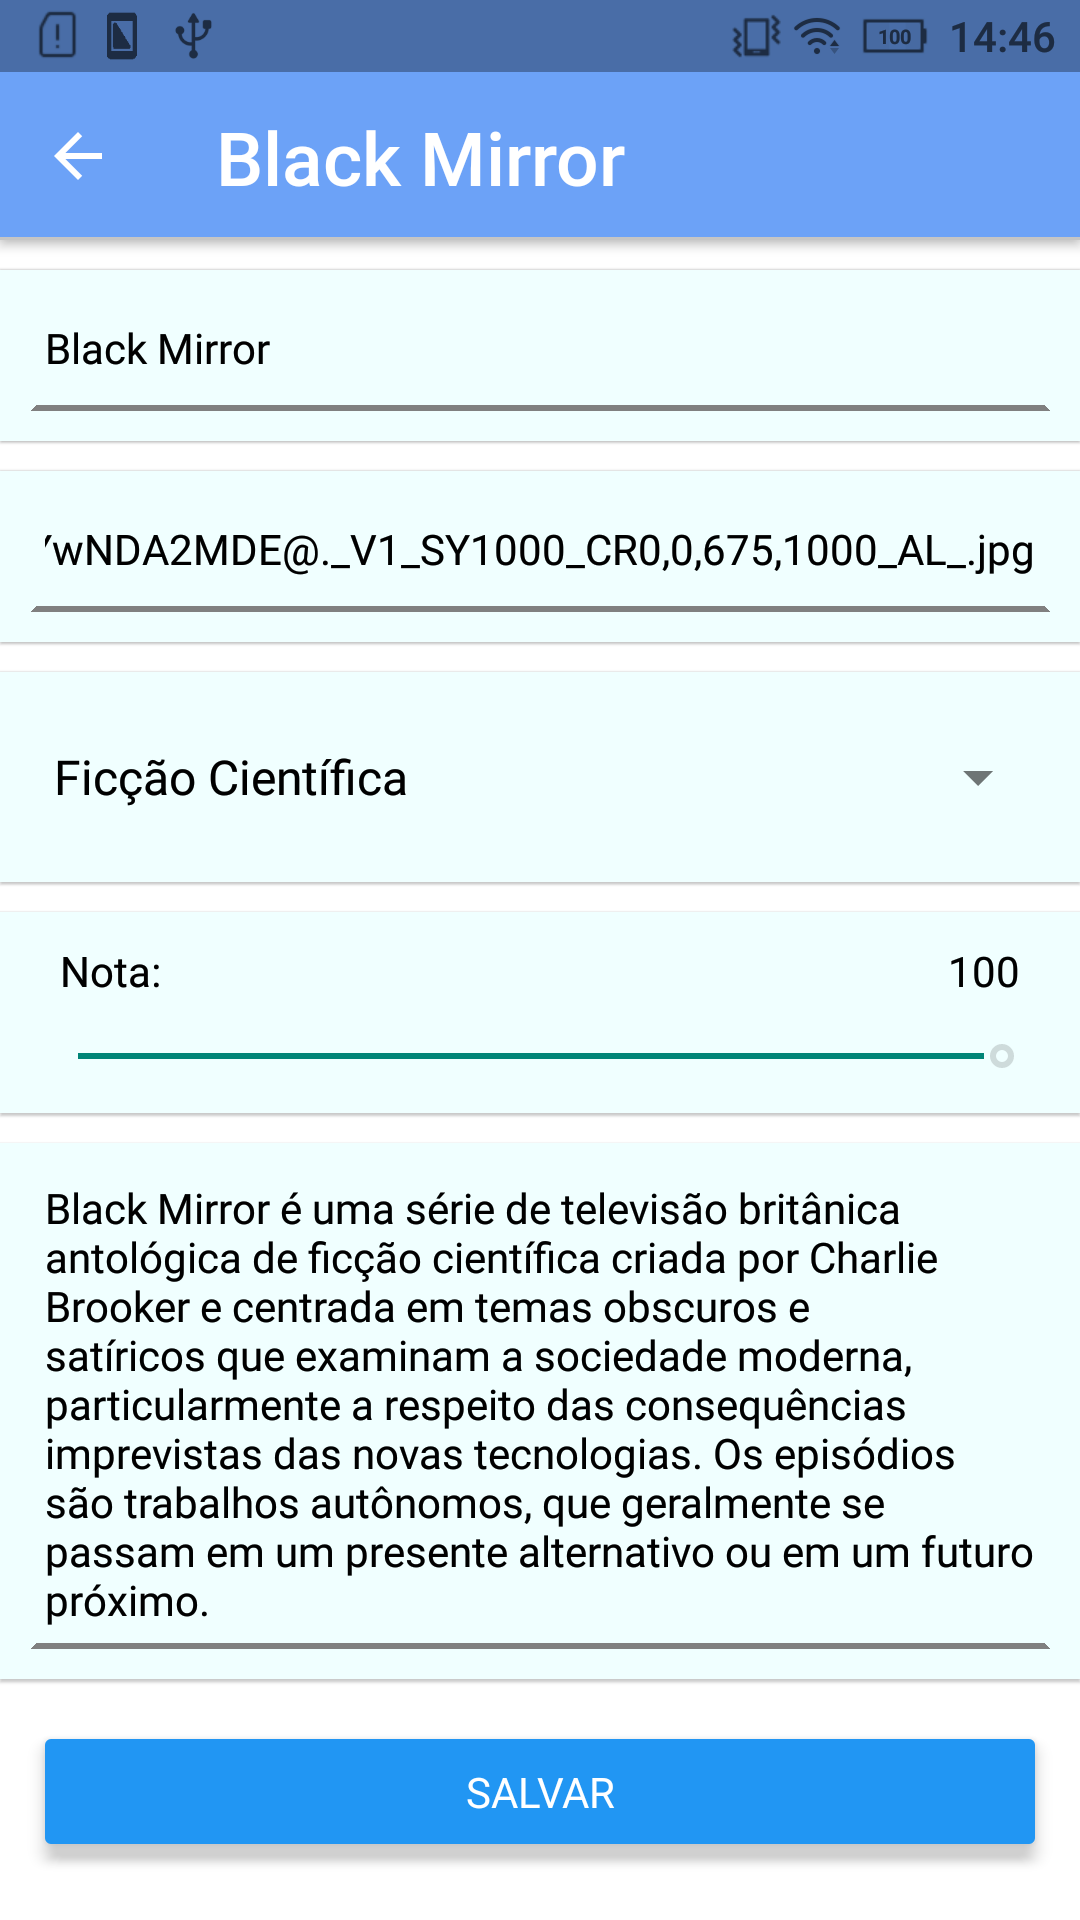 100 14:46
Black Mirror
Black Mirror
wNDA2MDE@._V1_SY1000_CR0,0,675,1000_AL_.jpg
Ficção Científica
Nota: 100
Black Mirror é uma série de televisão britânica
antológica de ficção científica criada por Charlie
Brooker e centrada em temas obscuros e
satíricos que examinam a sociedade moderna,
particularmente a respeito das consequências
imprevistas das novas tecnologias. Os episódios
são trabalhos autônomos, que geralmente se
passam em um presente alternativo ou em um futuro
próximo.
SALVAR